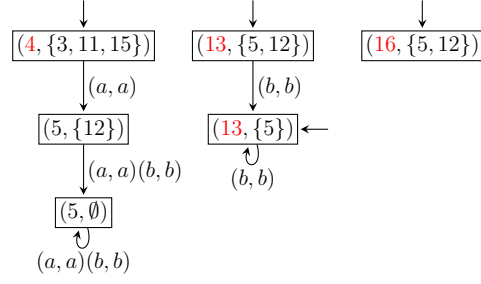 (4, {3, 11, 15}) (13, {5, 12}) (16, {5, 12})
(a, a) (b, b)
(5, {12}) (13, {5})
(a, a)(b, b) (b, b)
(5, ∅)
(a, a)(b, b)